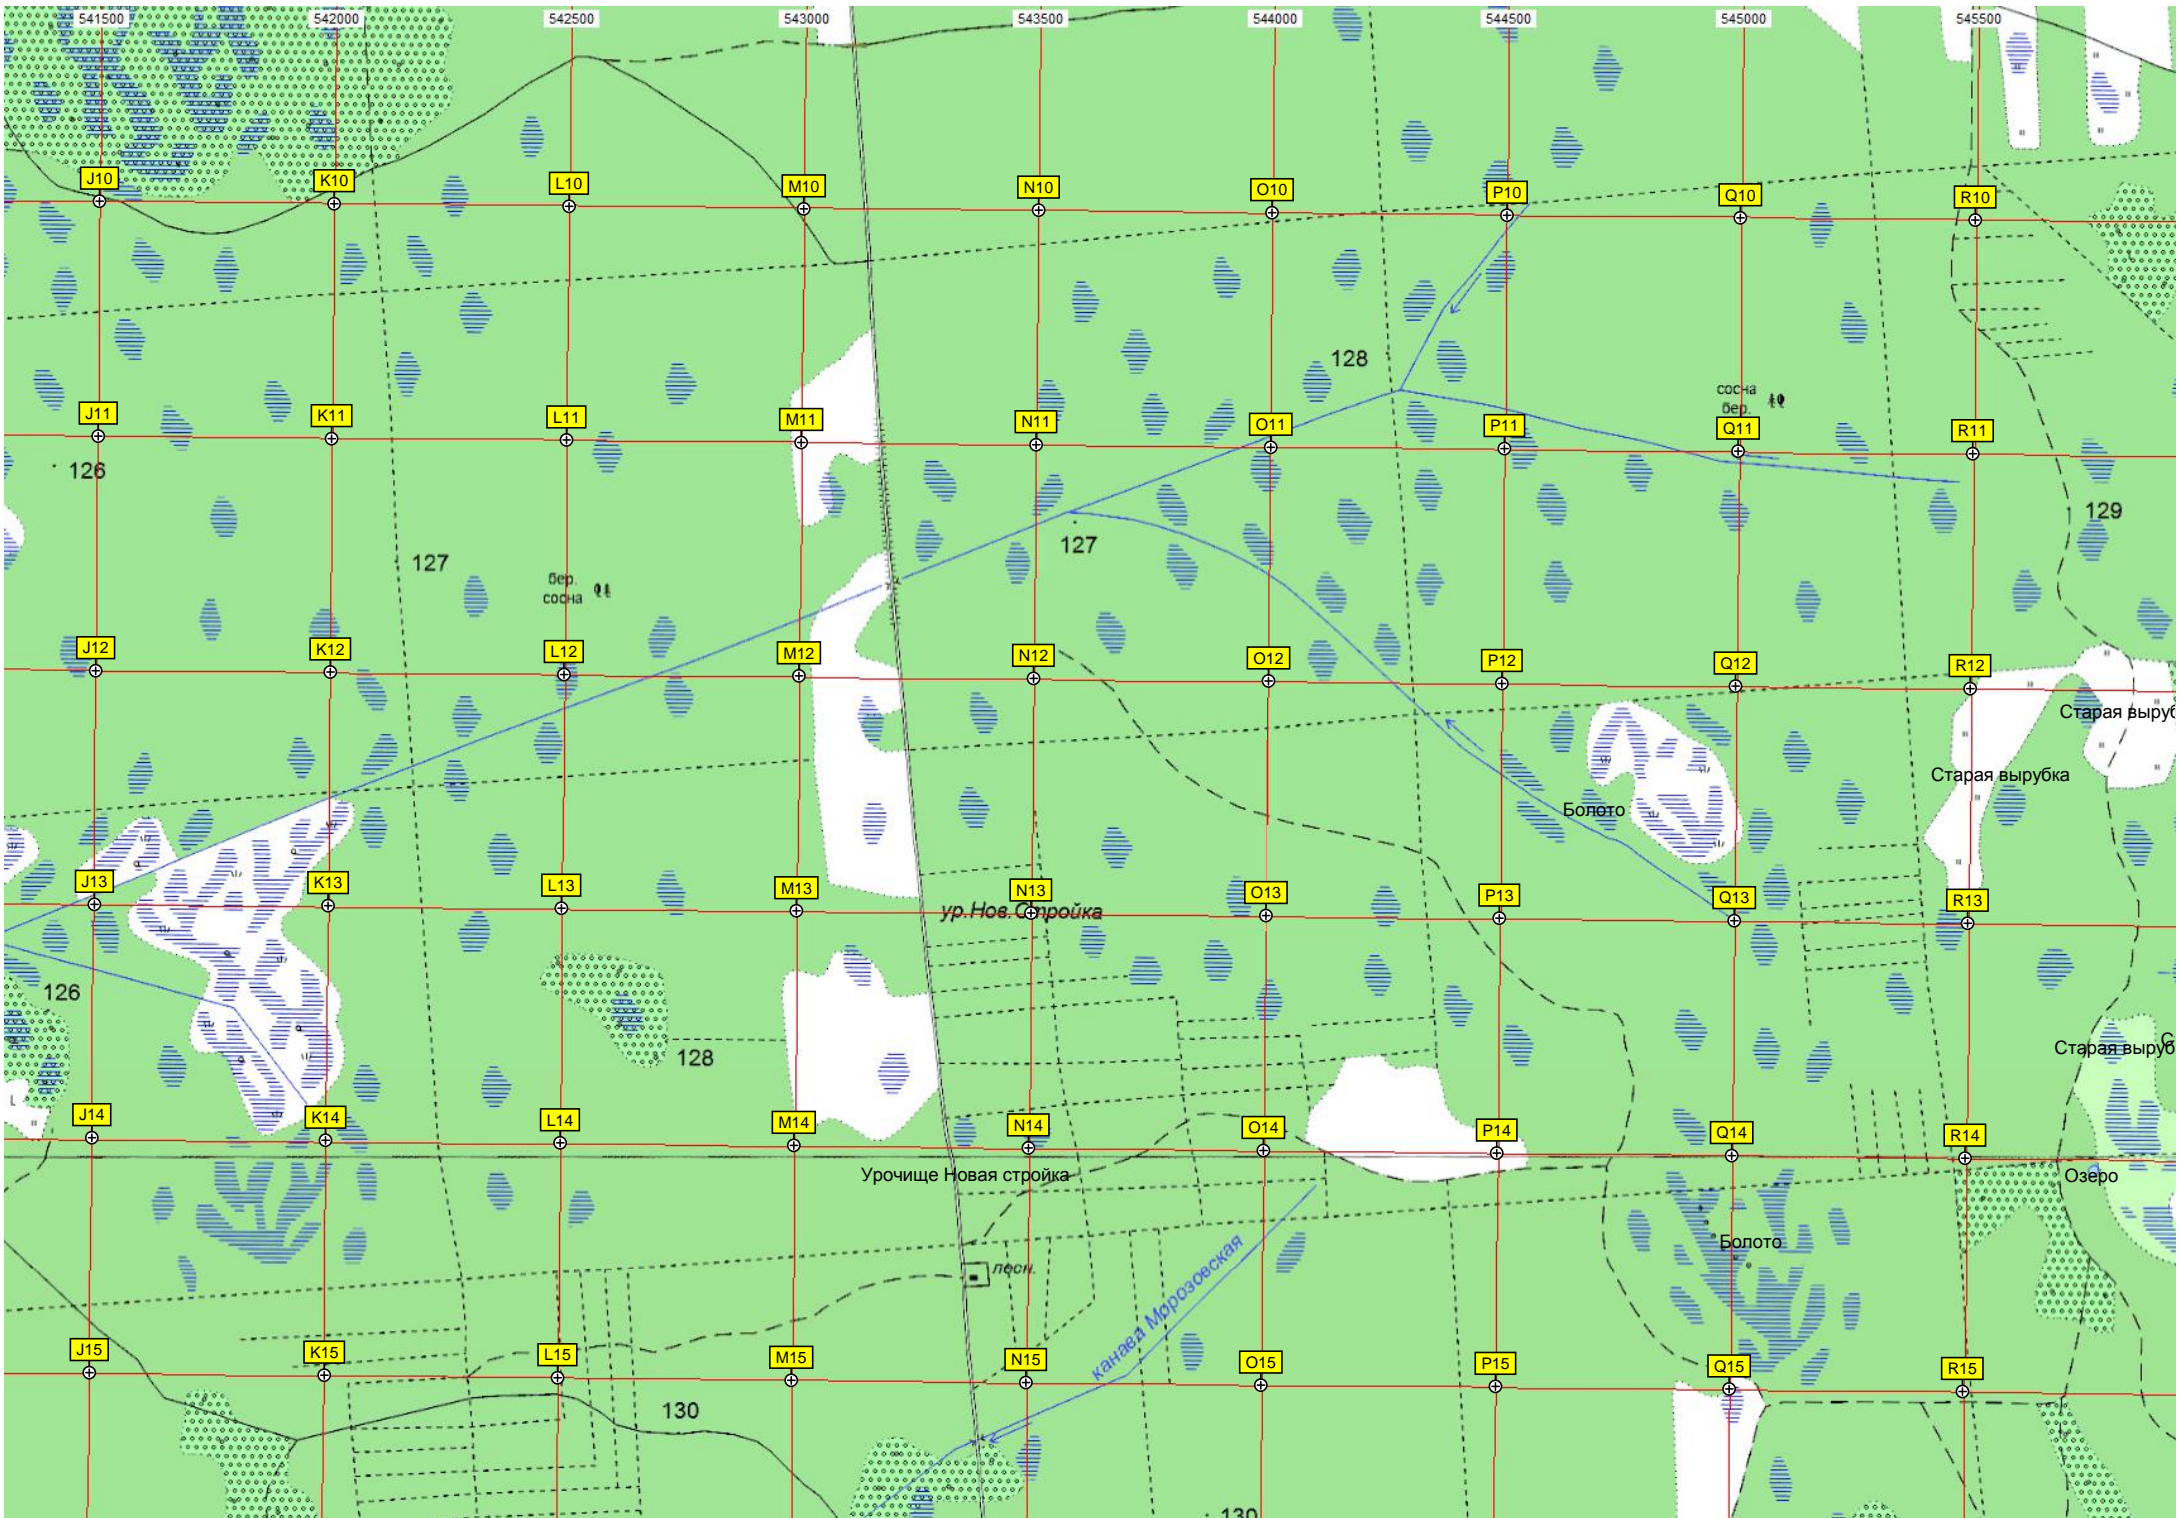 541500 542000 542500 543000 543500 544000 544500 545000 545500
J10 K10 L10 M10 N10 O10 P10 Q10 R10
128
сосна
бер.
J11 K11 L11 M11 N11 O11 P11 Q11 R11
126
129
127
127
бер.
сосна
J12 K12 L12 M12 N12 O12 P12 Q12 R12
Старая выруб
Старая вырубка
Болото
J13 K13 L13 M13 N13 O13 P13 Q13 R13
ур.Нов.Стройка
126
128
Старая выруб
С
J14 K14 L14 M14 N14 O14 P14 Q14 R14
Урочище Новая стройка
Озеро
Болото
лесн.
канава Морозовская
J15 K15 L15 M15 N15 O15 P15 Q15 R15
130
130